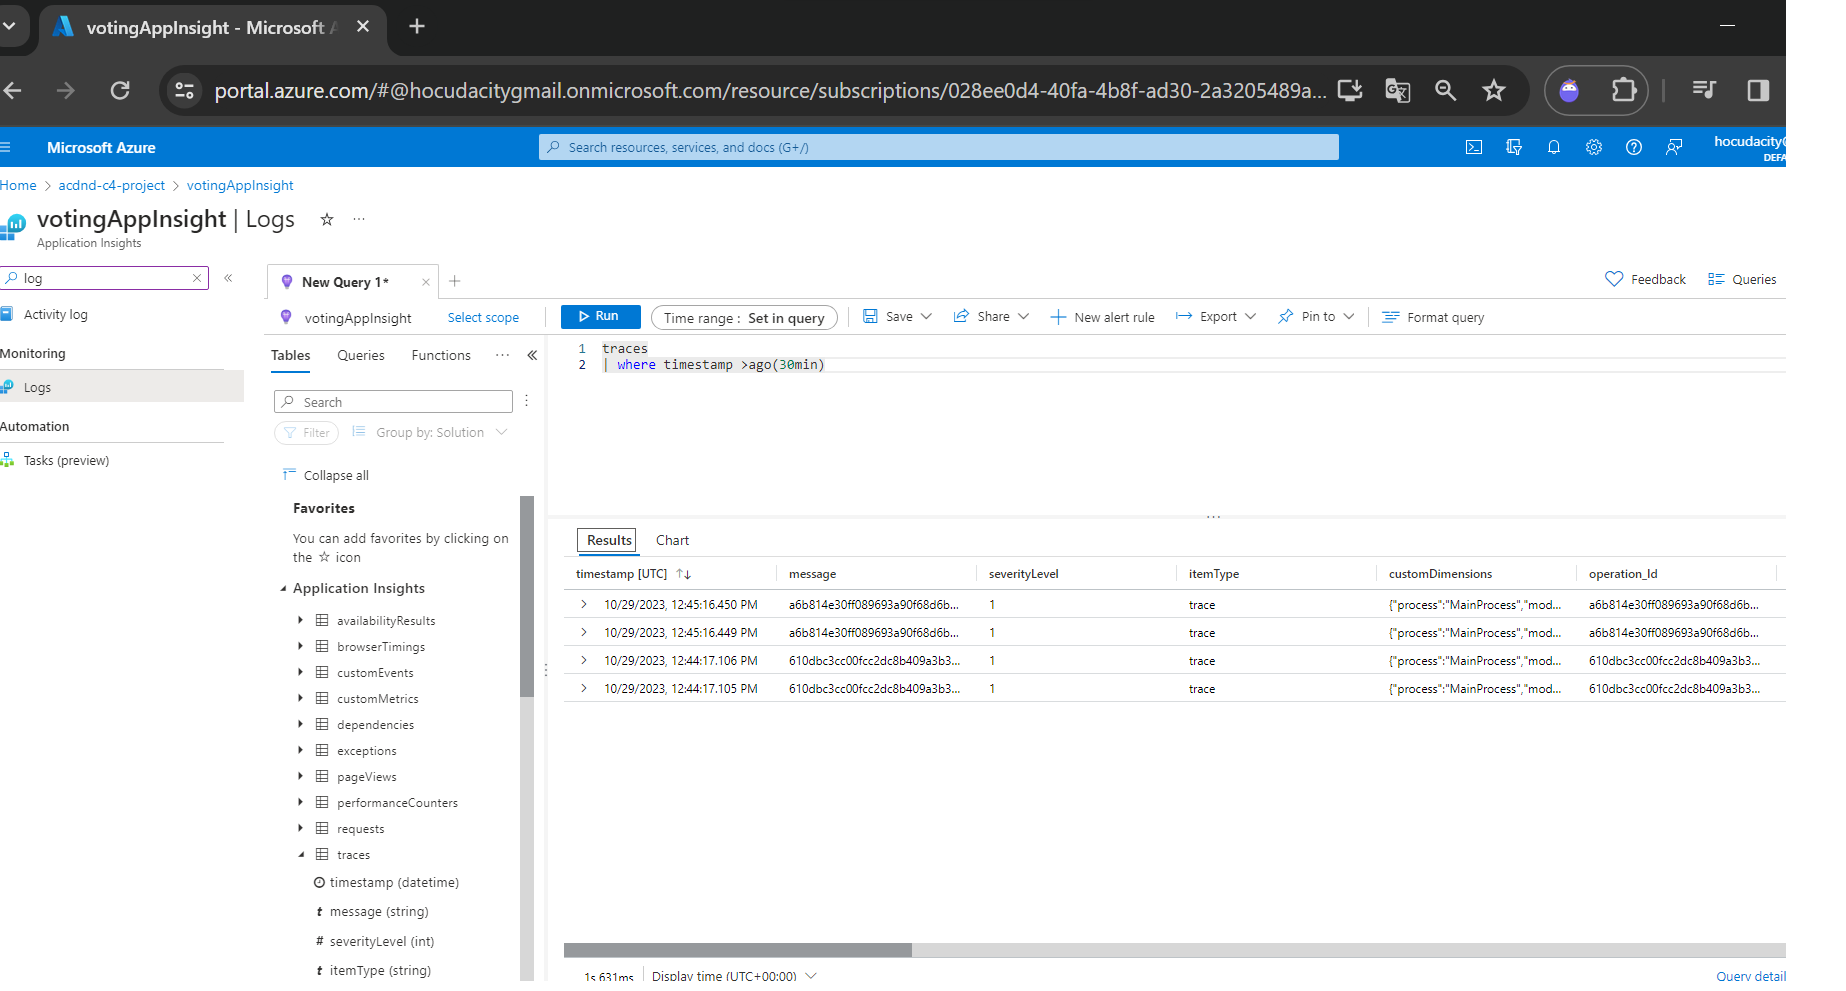 votingAppInsight - Microsoft A
portal.azure.com/#@hocudacitygmail.onmicrosoft.com/resource/subscriptions/028ee0d4-40fa-4b8f-ad30-2a3205489a...
Microsoft Azure
Search resources, services, and docs (G+/)
hocudacity@
DEFA
Home > acdnd-c4-project > votingAppInsight
votingAppInsight | Logs
Application Insights
log
Activity log
Monitoring
Logs
Automation
Tasks (preview)
New Query 1*
Feedback
Queries
votingAppInsight
Select scope
Run
Time range : Set in query
Save
Share
New alert rule
Export
Pin to
Format query
Tables
Queries
Functions
Search
Filter
Group by: Solution
Collapse all
Favorites
You can add favorites by clicking on
the ☆ icon
Application Insights
availabilityResults
browserTimings
customEvents
customMetrics
dependencies
exceptions
pageViews
performanceCounters
requests
traces
timestamp (datetime)
t message (string)
# severityLevel (int)
t itemType (string)
1 traces
2 | where timestamp >ago(30min)
Results
Chart
timestamp [UTC] message severityLevel itemType customDimensions operation_Id
10/29/2023, 12:45:16.450 PM a6b814e30ff089693a90f68d6b... 1 trace {"process":"MainProcess","mod... a6b814e30ff089693a90f68d6b...
10/29/2023, 12:45:16.449 PM a6b814e30ff089693a90f68d6b... 1 trace {"process":"MainProcess","mod... a6b814e30ff089693a90f68d6b...
10/29/2023, 12:44:17.106 PM 610dbc3cc00fcc2dc8b409a3b3... 1 trace {"process":"MainProcess","mod... 610dbc3cc00fcc2dc8b409a3b3...
10/29/2023, 12:44:17.105 PM 610dbc3cc00fcc2dc8b409a3b3... 1 trace {"process":"MainProcess","mod... 610dbc3cc00fcc2dc8b409a3b3...
1s 631ms
Display time (UTC+00:00)
Query detail